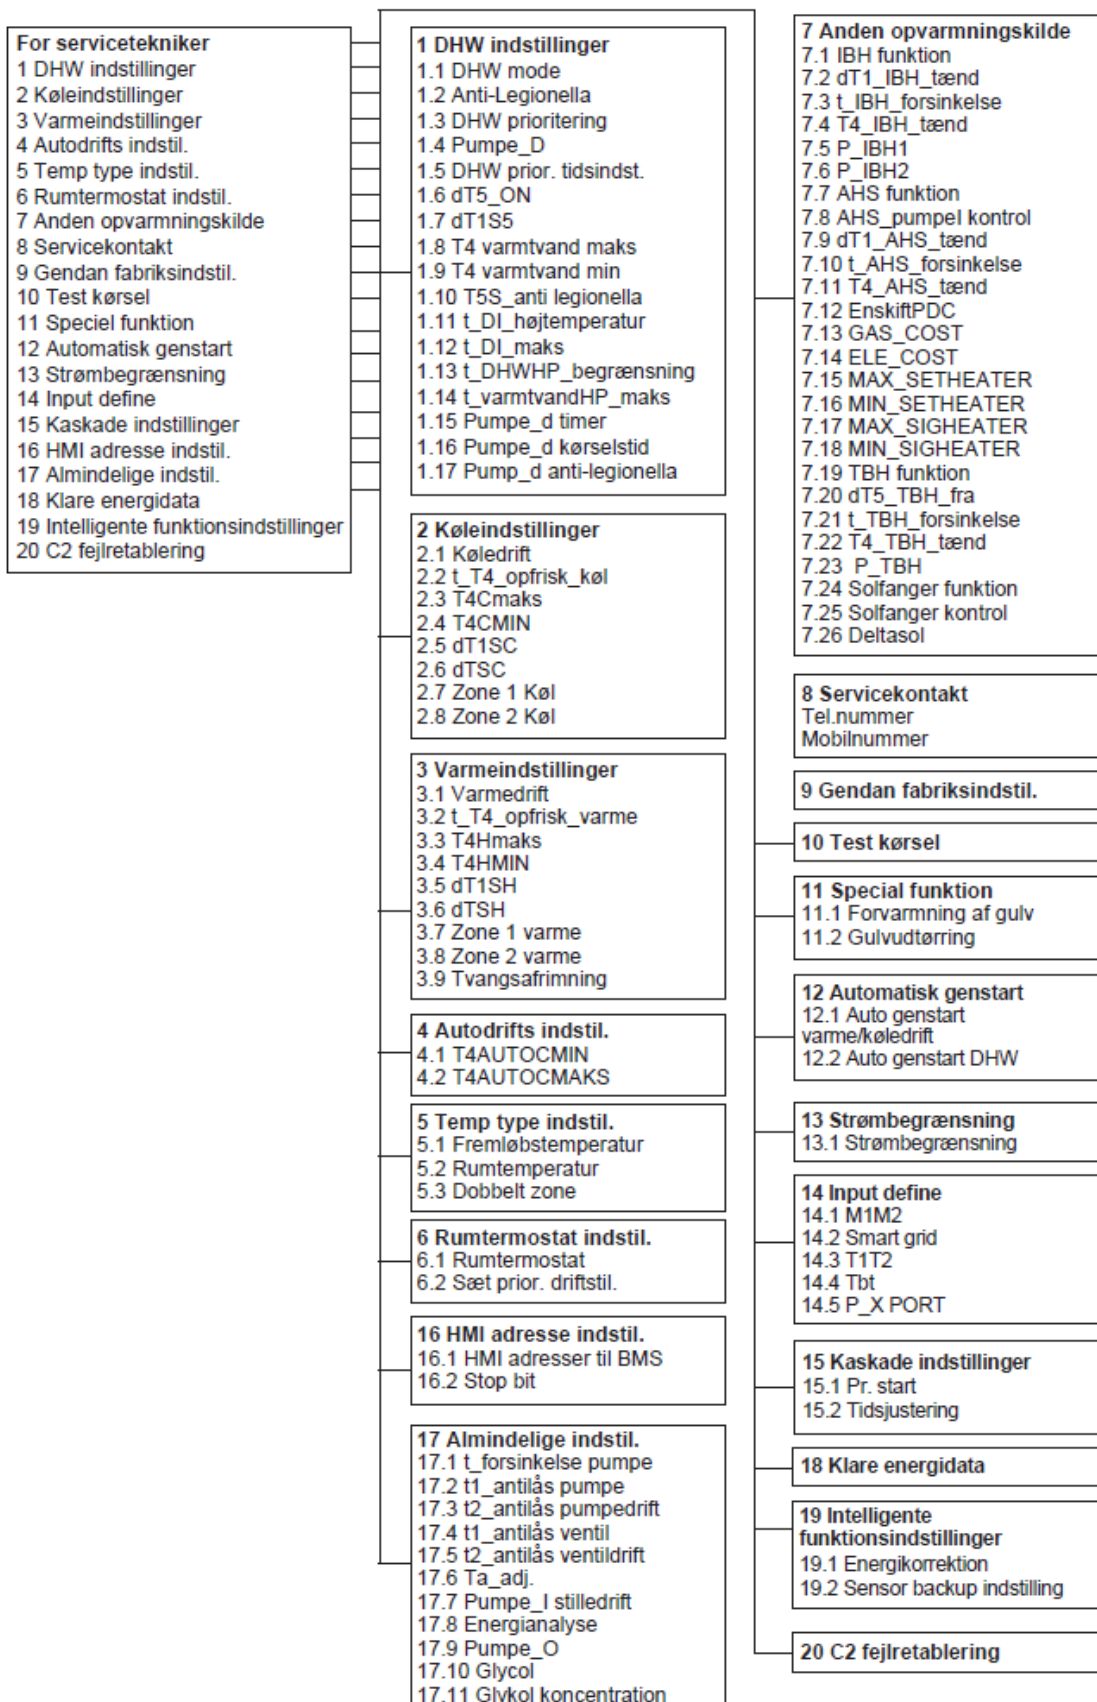 For servicetekniker
1 DHW indstillinger
2 Køleindstillinger
3 Varmeindstillinger
4 Autodrifts indstil.
5 Temp type indstil.
6 Rumtermostat indstil.
7 Anden opvarmningskilde
8 Servicekontakt
9 Gendan fabriksindstil.
10 Test kørsel
11 Speciel funktion
12 Automatisk genstart
13 Strømbegrænsning
14 Input define
15 Kaskade indstillinger
16 HMI adresse indstil.
17 Almindelige indstil.
18 Klare energidata
19 Intelligente funktionsindstillinger
20 C2 fejlretablering
1 DHW indstillinger
1.1 DHW mode
1.2 Anti-Legionella
1.3 DHW prioritering
1.4 Pumpe_D
1.5 DHW prior. tidsindst.
1.6 dT5_ON
1.7 dT1S5
1.8 T4 varmtvand maks
1.9 T4 varmtvand min
1.10 T5S_anti legionella
1.11 t_DI_højtemperatur
1.12 t_DI_maks
1.13 t_DHWHP_begrænsning
1.14 t_varmtvandHP_maks
1.15 Pumpe_d timer
1.16 Pumpe_d kørselstid
1.17 Pump_d anti-legionella
2 Køleindstillinger
2.1 Køledrift
2.2 t_T4_opfrisk_køl
2.3 T4Cmaks
2.4 T4CMIN
2.5 dT1SC
2.6 dTSC
2.7 Zone 1 Køl
2.8 Zone 2 Køl
3 Varmeindstillinger
3.1 Varmedrift
3.2 t_T4_opfrisk_varme
3.3 T4Hmaks
3.4 T4HMIN
3.5 dT1SH
3.6 dTSH
3.7 Zone 1 varme
3.8 Zone 2 varme
3.9 Tvangsafrimning
4 Autodrifts indstil.
4.1 T4AUTOCMIN
4.2 T4AUTOCMAKS
5 Temp type indstil.
5.1 Fremløbstemperatur
5.2 Rumtemperatur
5.3 Dobbelt zone
6 Rumtermostat indstil.
6.1 Rumtermostat
6.2 Sæt prior. driftstil.
16 HMI adresse indstil.
16.1 HMI adresser til BMS
16.2 Stop bit
17 Almindelige indstil.
17.1 t_forsinkelse pumpe
17.2 t1_antilås pumpe
17.3 t2_antilås pumpedrift
17.4 t1_antilås ventil
17.5 t2_antilås ventildrift
17.6 Ta_adj.
17.7 Pumpe_I stilledrift
17.8 Energianalyse
17.9 Pumpe_O
17.10 Glycol
17.11 Glykol koncentration
7 Anden opvarmningskilde
7.1 IBH funktion
7.2 dT1_IBH_tænd
7.3 t_IBH_forsinkelse
7.4 T4_IBH_tænd
7.5 P_IBH1
7.6 P_IBH2
7.7 AHS funktion
7.8 AHS_pumpeI kontrol
7.9 dT1_AHS_tænd
7.10 t_AHS_forsinkelse
7.11 T4_AHS_tænd
7.12 EnskiftPDC
7.13 GAS_COST
7.14 ELE_COST
7.15 MAX_SETHEATER
7.16 MIN_SETHEATER
7.17 MAX_SIGHEATER
7.18 MIN_SIGHEATER
7.19 TBH funktion
7.20 dT5_TBH_fra
7.21 t_TBH_forsinkelse
7.22 T4_TBH_tænd
7.23 P_TBH
7.24 Solfanger funktion
7.25 Solfanger kontrol
7.26 Deltasol
8 Servicekontakt
Tel.nummer
Mobilnummer
9 Gendan fabriksindstil.
10 Test kørsel
11 Special funktion
11.1 Forvarmning af gulv
11.2 Gulvudtørring
12 Automatisk genstart
12.1 Auto genstart
varme/køledrift
12.2 Auto genstart DHW
13 Strømbegrænsning
13.1 Strømbegrænsning
14 Input define
14.1 M1M2
14.2 Smart grid
14.3 T1T2
14.4 Tbt
14.5 P_X PORT
15 Kaskade indstillinger
15.1 Pr. start
15.2 Tidsjustering
18 Klare energidata
19 Intelligente
funktionsindstillinger
19.1 Energikorrektion
19.2 Sensor backup indstilling
20 C2 fejlretablering